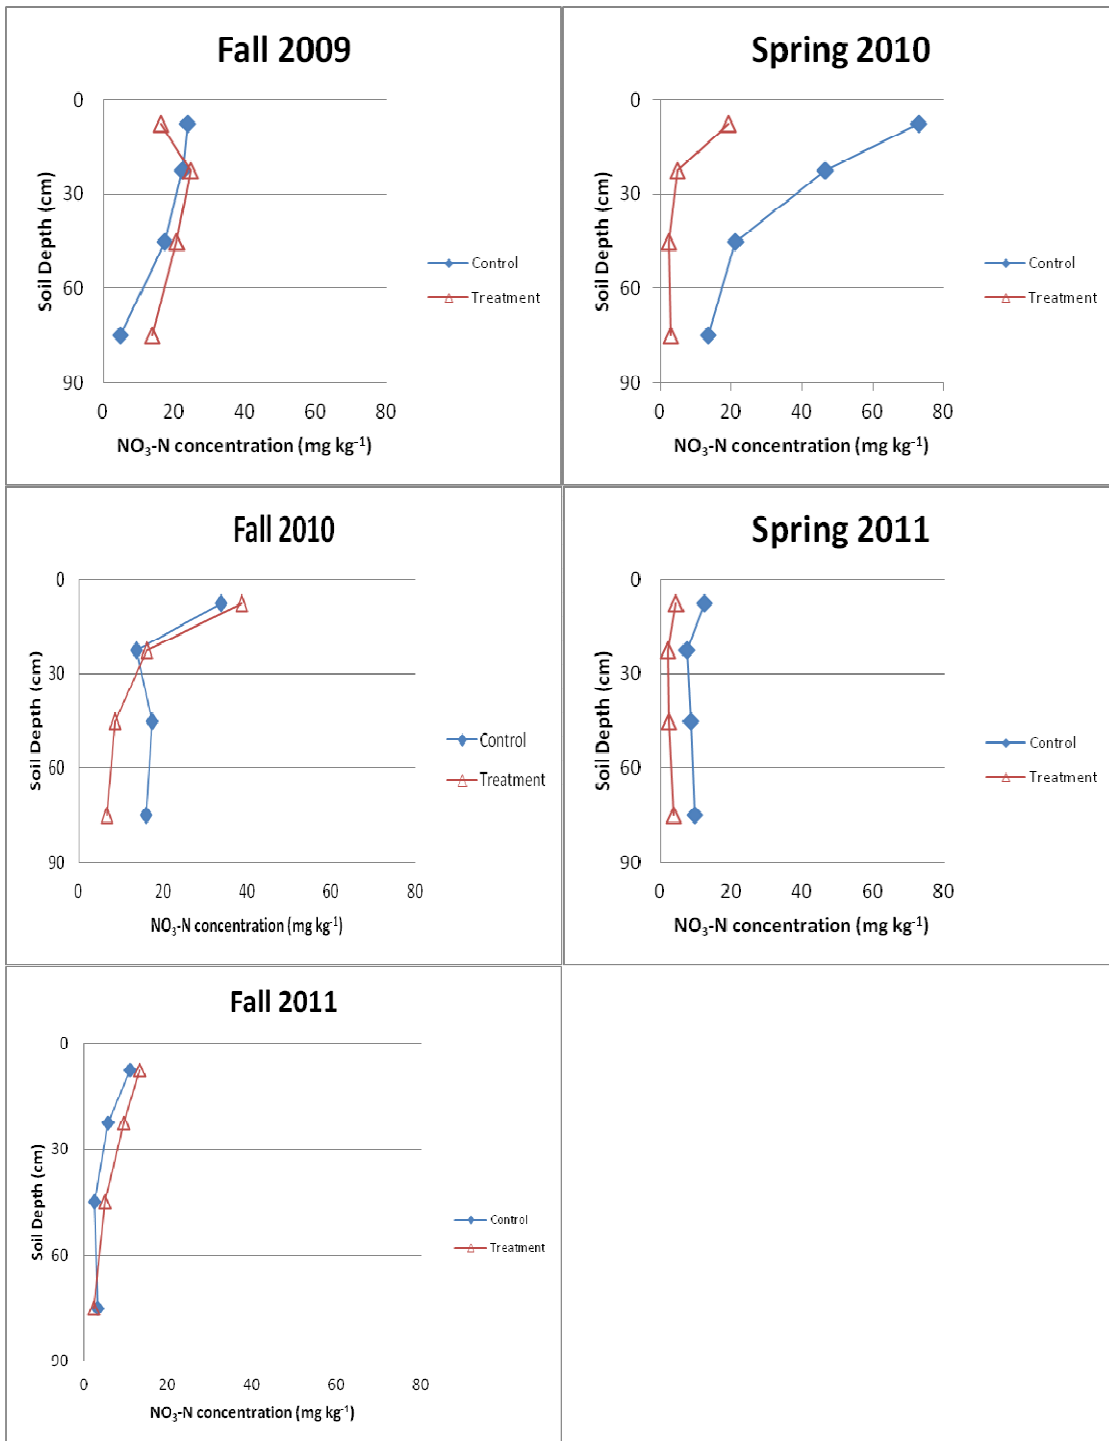 Fall 2009
0
30
60
90
Soil Depth (cm)
0 20 40 60 80
NO₃-N concentration (mg kg⁻¹)
Control
Treatment
Spring 2010
0
30
60
90
Soil Depth (cm)
0 20 40 60 80
NO₃-N concentration (mg kg⁻¹)
Control
Treatment
Fall 2010
0
30
60
90
Soil Depth (cm)
0 20 40 60 80
NO₃-N concentration (mg kg⁻¹)
Control
Treatment
Spring 2011
0
30
60
90
Soil Depth (cm)
0 20 40 60 80
NO₃-N concentration (mg kg⁻¹)
Control
Treatment
Fall 2011
0
30
60
90
Soil Depth (cm)
0 20 40 60 80
NO₃-N concentration (mg kg⁻¹)
Control
Treatment